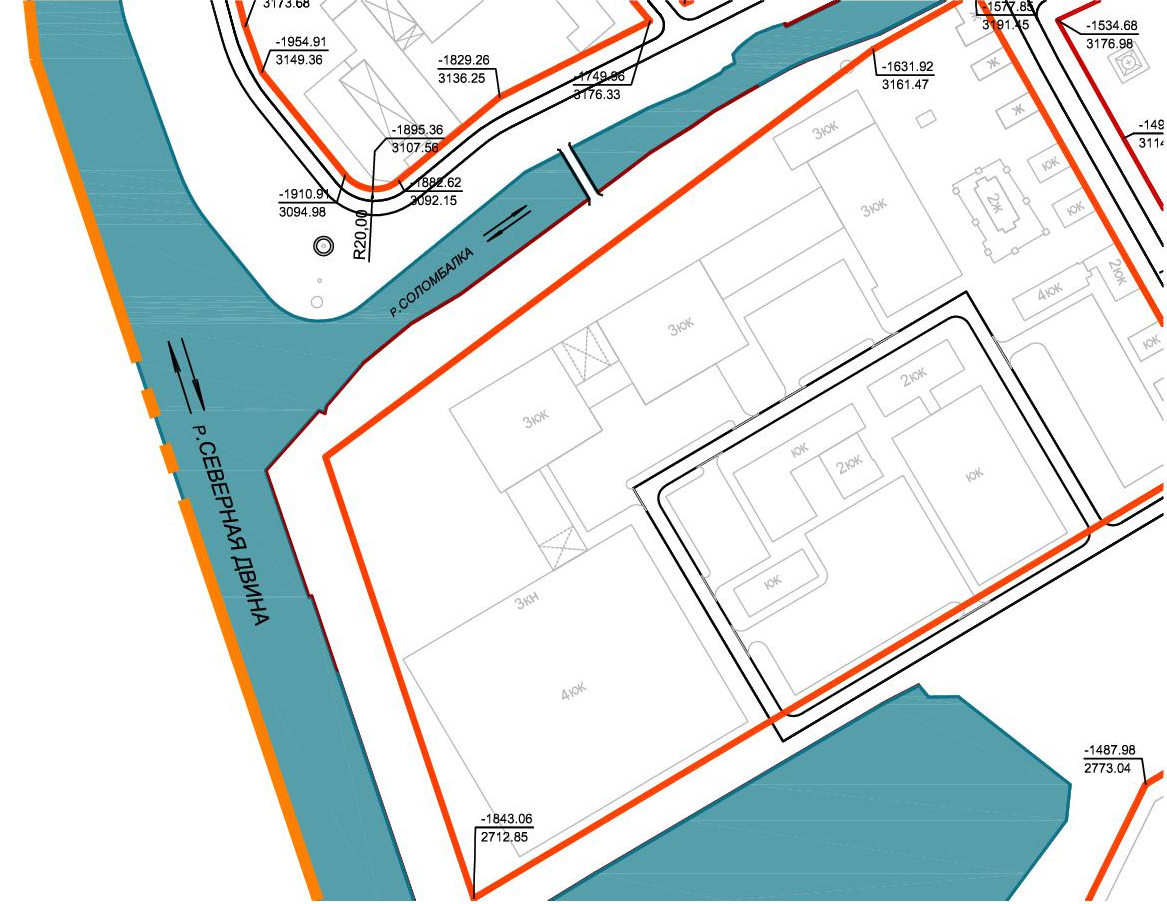 3173.68
-1577.85
3191.45
-1534.68
3176.98
-1954.91
3149.36
-1829.26
3136.25
-1749.86
3176.33
-1631.92
3161.47
ж
ж
-1895.36
3107.56
3юк
-149
3114
-1910.91
3094.98
-1882.62
3092.15
юк
R20,00
3юк
2ж
юк
р.СОЛОМБАЛКА
2юк
4юк
3юк
юк
2юк
3юк
юк
2юк
юк
р.СЕВЕРНАЯ ДВИНА
юк
3кн
4юк
-1487.98
2773.04
-1843.06
2712.85